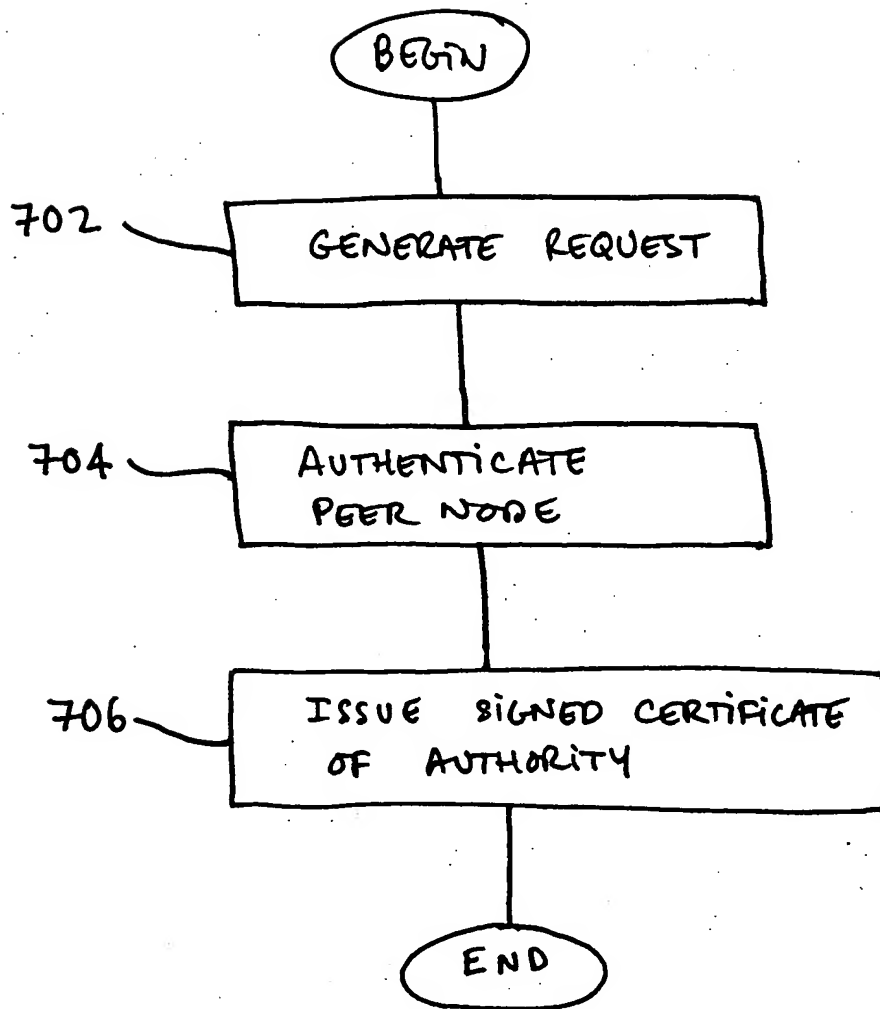 BEGIN
702
GENERATE REQUEST
704
AUTHENTICATE
PEER NODE
706
ISSUE SIGNED CERTIFICATE
OF AUTHORITY
END